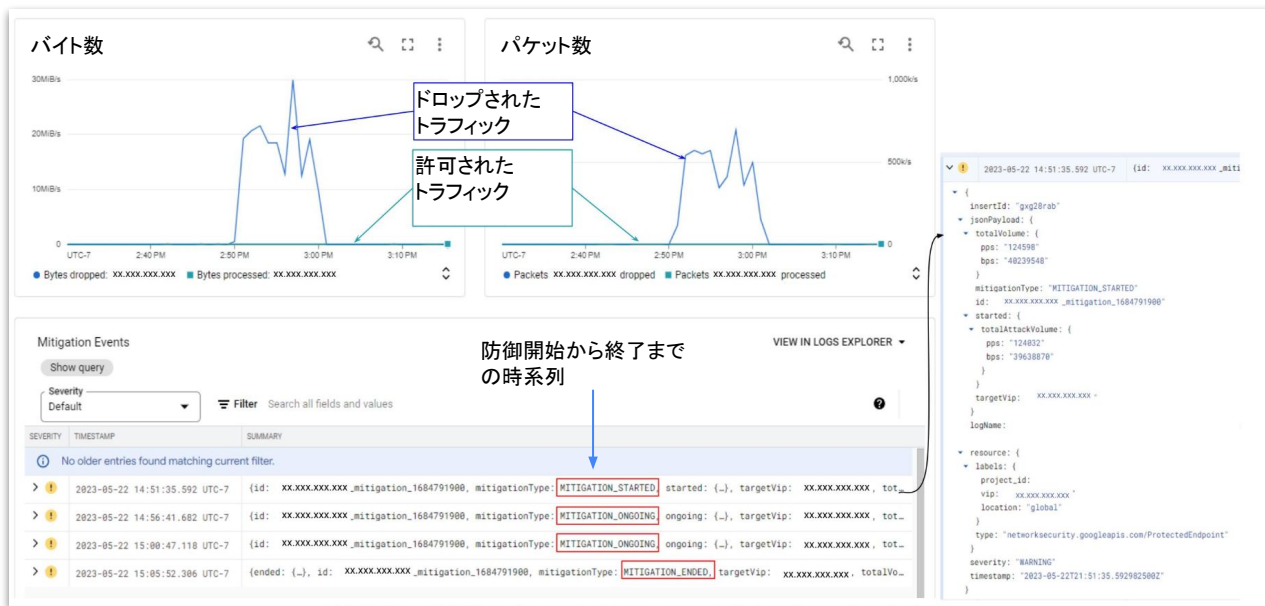 バイト数
30MiB/s
20MiB/s
10MiB/s
0
UTC-7 2:40 PM 2:50 PM 3:00 PM 3:10 PM
Bytes dropped: xx.xxx.xxx.xxx Bytes processed: xx.xxx.xxx.xxx
パケット数
1,000k/s
500k/s
0
UTC-7 2:40 PM 2:50 PM 3:00 PM 3:10 PM
Packets xx.xxx.xxx.xxx dropped Packets xx.xxx.xxx.xxx processed
ドロップされた
トラフィック
許可された
トラフィック
Mitigation Events
VIEW IN LOGS EXPLORER
Show query
防御開始から終了まで
の時系列
Severity
Default
Filter Search all fields and values
SEVERITY TIMESTAMP SUMMARY
No older entries found matching current filter.
2023-05-22 14:51:35.592 UTC-7 {id: xx.xxx.xxx.xxx _mitigation_1684791900, mitigationType: MITIGATION_STARTED, started: {…}, targetVip: xx.xxx.xxx.xxx , tot…
2023-05-22 14:56:41.682 UTC-7 {id: xx.xxx.xxx.xxx _mitigation_1684791900, mitigationType: MITIGATION_ONGOING, ongoing: {…}, targetVip: xx.xxx.xxx.xxx , tot…
2023-05-22 15:00:47.118 UTC-7 {id: xx.xxx.xxx.xxx _mitigation_1684791900, mitigationType: MITIGATION_ONGOING, ongoing: {…}, targetVip: xx.xxx.xxx.xxx , tot…
2023-05-22 15:05:52.306 UTC-7 {ended: {…}, id: xx.xxx.xxx.xxx _mitigation_1684791900, mitigationType: MITIGATION_ENDED, targetVip: xx.xxx.xxx.xxx , totalVo…
2023-05-22 14:51:35.592 UTC-7 {id: xx.xxx.xxx.xxx _miti
{
insertId: "gxg28rab"
jsonPayload: {
totalVolume: {
pps: "124598"
bps: "40239548"
}
mitigationType: "MITIGATION_STARTED"
id: xx.xxx.xxx.xxx _mitigation_1684791900"
started: {
totalAttackVolume: {
pps: "124032"
bps: "39638870"
}
}
targetVip: xx.xxx.xxx.xxx
}
logName:
resource: {
labels: {
project_id:
vip: xx.xxx.xxx.xxx
location: "global"
}
type: "networksecurity.googleapis.com/ProtectedEndpoint"
}
severity: "WARNING"
timestamp: "2023-05-22T21:51:35.592982500Z"
}